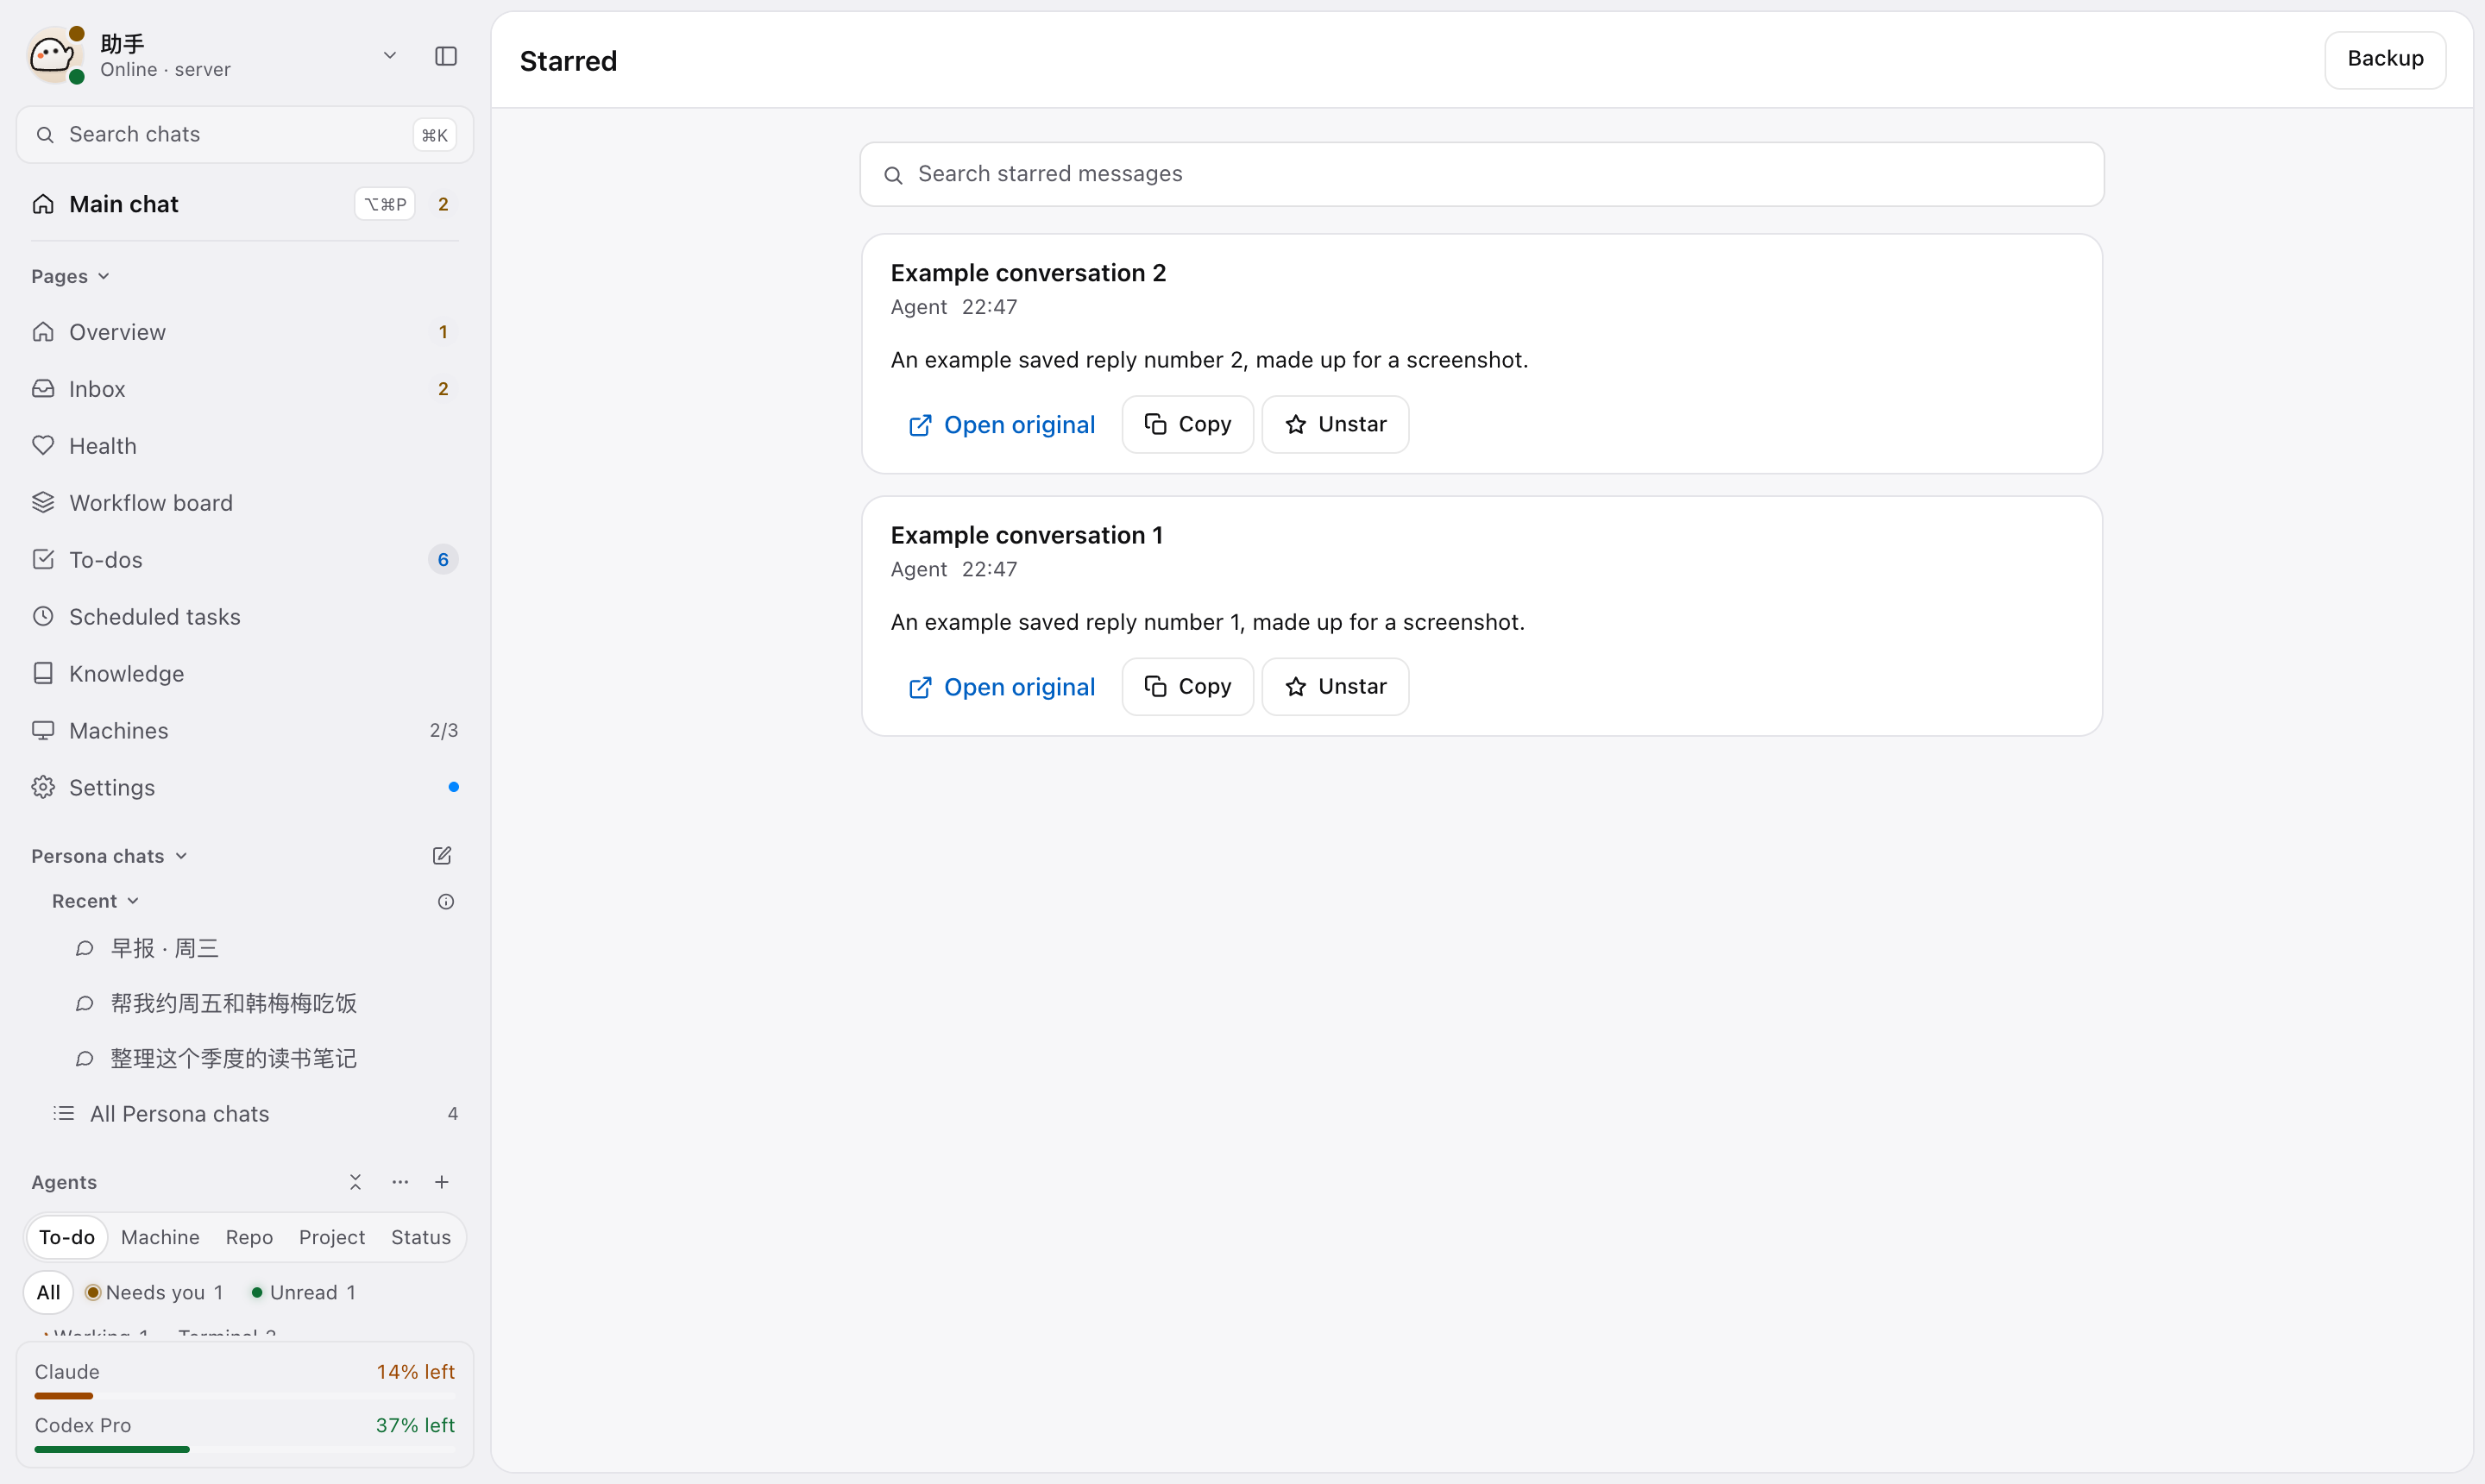 助手
Online · server
Search chats ⌘K
Main chat ⌥⌘P 2
Pages
Overview 1
Inbox 2
Health
Workflow board
To-dos 6
Scheduled tasks
Knowledge
Machines 2/3
Settings
Persona chats
Recent
早报 · 周三
帮我约周五和韩梅梅吃饭
整理这个季度的读书笔记
All Persona chats 4
Agents
To-do Machine Repo Project Status
All Needs you 1 Unread 1
Claude 14% left
Codex Pro 37% left
Starred
Backup
Search starred messages
Example conversation 2
Agent 22:47
An example saved reply number 2, made up for a screenshot.
Open original Copy Unstar
Example conversation 1
Agent 22:47
An example saved reply number 1, made up for a screenshot.
Open original Copy Unstar